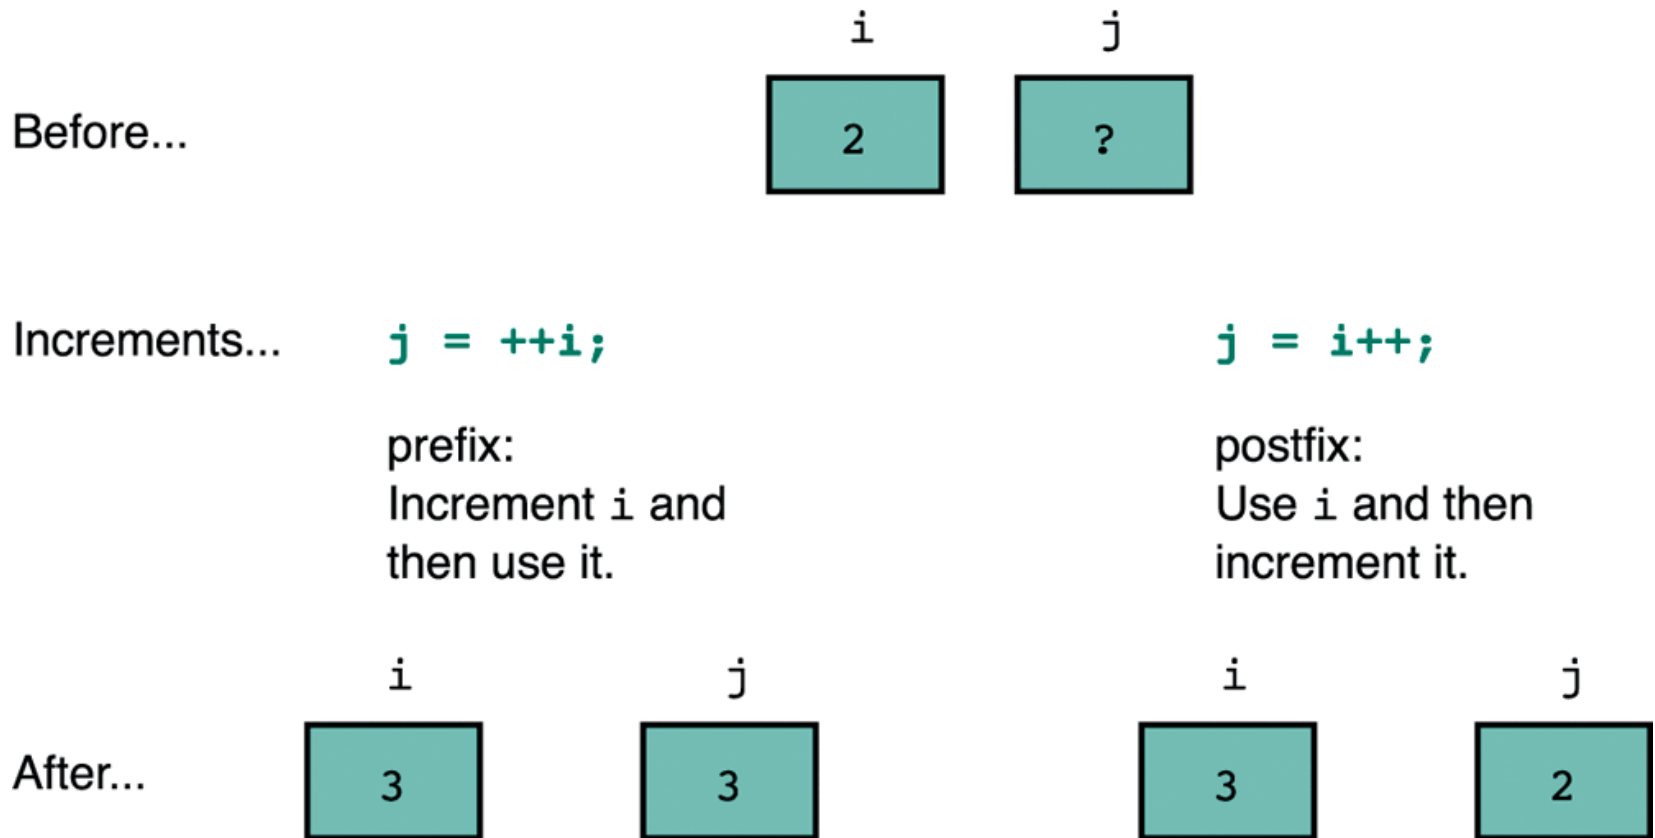 i j
Before... 2 ?
Increments... j = ++i; j = i++;
prefix: postfix:
Increment i and Use i and then
then use it. increment it.
i j i j
After... 3 3 3 2